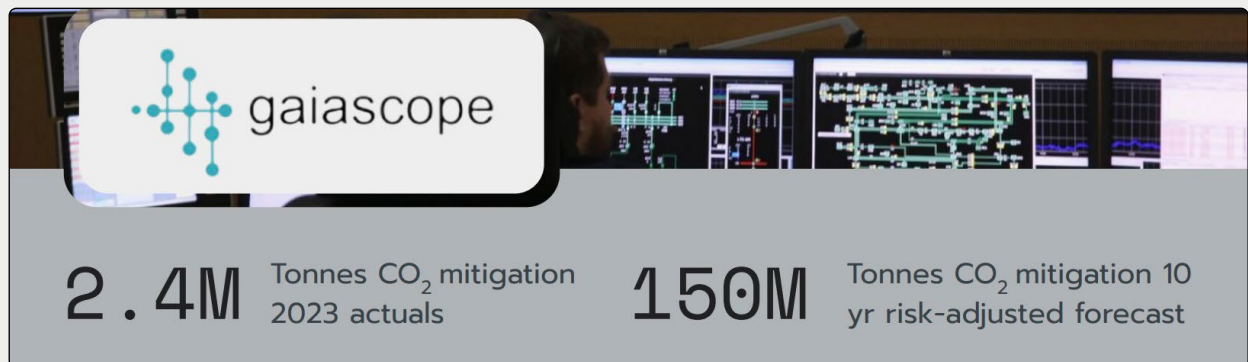 gaiascope
2.4M
Tonnes CO₂ mitigation
2023 actuals
150M
Tonnes CO₂ mitigation 10
yr risk-adjusted forecast